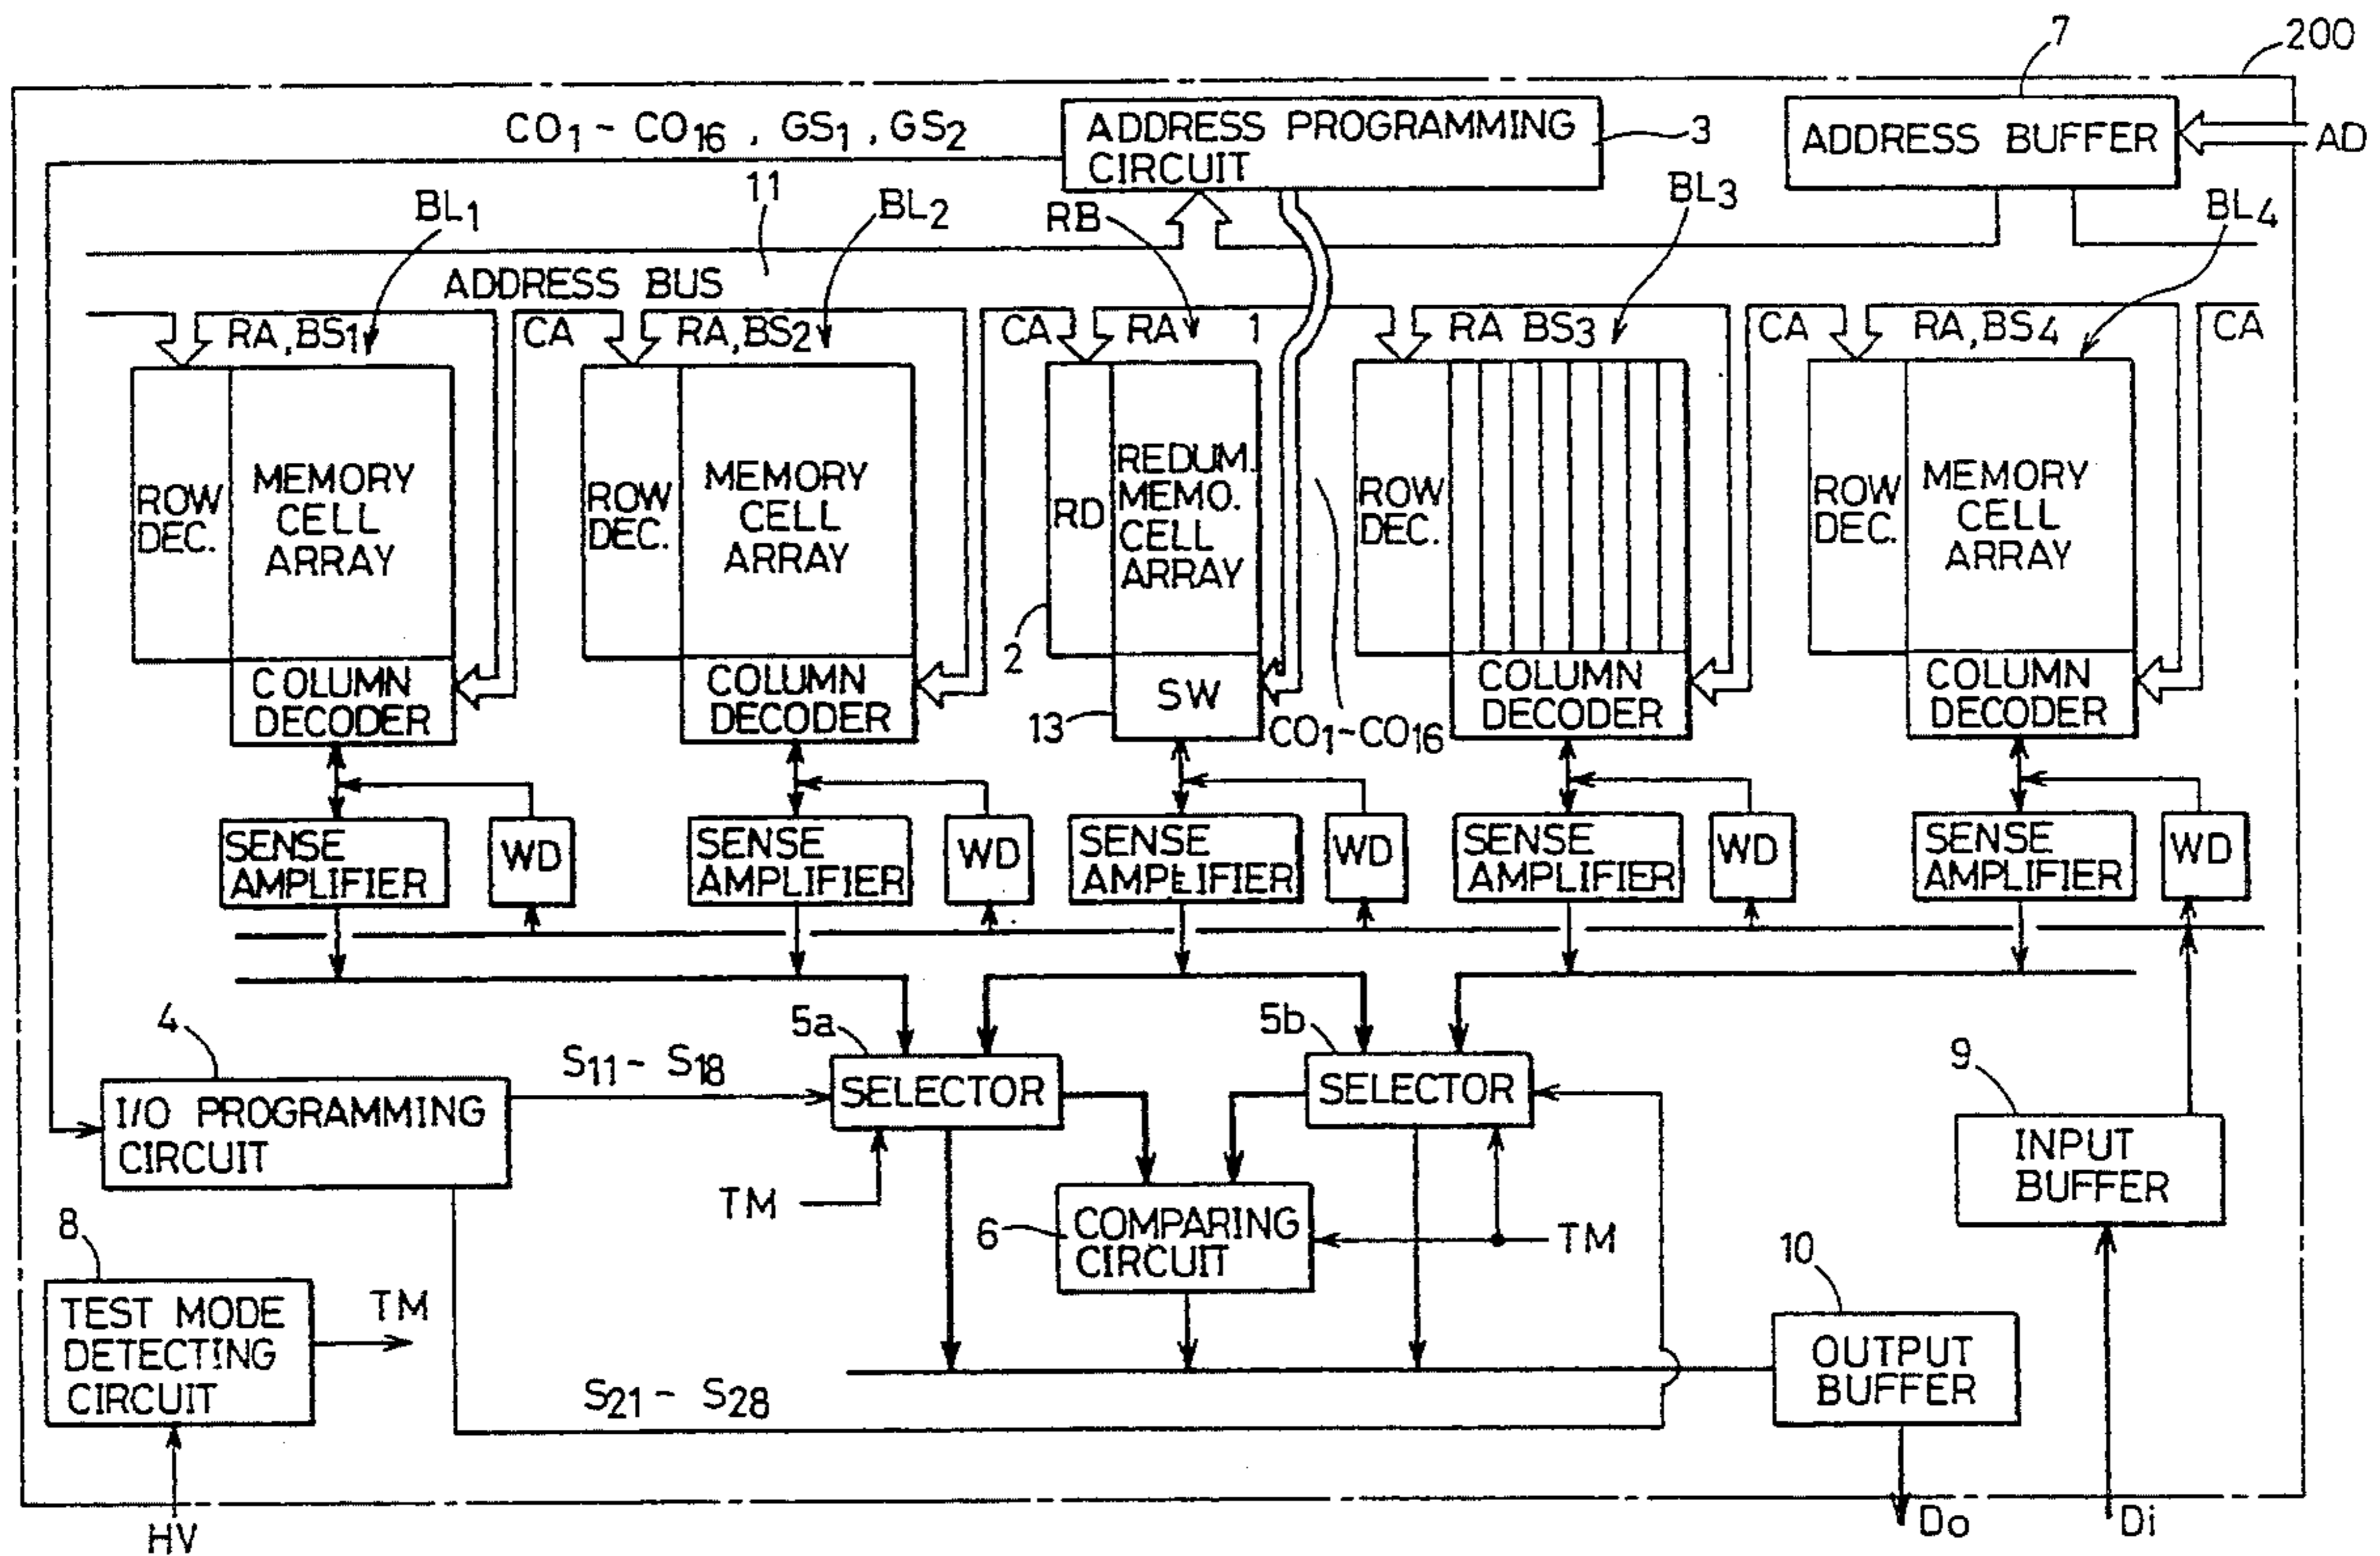 7
200
CO1 - CO16 , GS1 , GS2
ADDRESS PROGRAMMING
CIRCUIT
3
ADDRESS BUFFER
AD
BL1
11
BL2
RB
BL3
BL4
ADDRESS BUS
RA, BS1
CA
RA, BS2
CA
RA
1
RA BS3
CA
RA, BS4
CA
ROW
DEC.
MEMORY
CELL
ARRAY
ROW
DEC.
MEMORY
CELL
ARRAY
RD
REDUM.
MEMO.
CELL
ARRAY
ROW
DEC.
ROW
DEC.
MEMORY
CELL
ARRAY
2
COLUMN
DECODER
COLUMN
DECODER
13
SW
CO1~CO16
COLUMN
DECODER
COLUMN
DECODER
SENSE
AMPLIFIER
WD
SENSE
AMPLIFIER
WD
SENSE
AMPLIFIER
WD
SENSE
AMPLIFIER
WD
SENSE
AMPLIFIER
WD
4
5a
5b
9
S11 - S18
I/O PROGRAMMING
CIRCUIT
SELECTOR
SELECTOR
INPUT
BUFFER
TM
8
6
COMPARING
CIRCUIT
TM
10
TEST MODE
DETECTING
CIRCUIT
TM
OUTPUT
BUFFER
S21 - S28
HV
Do
Di